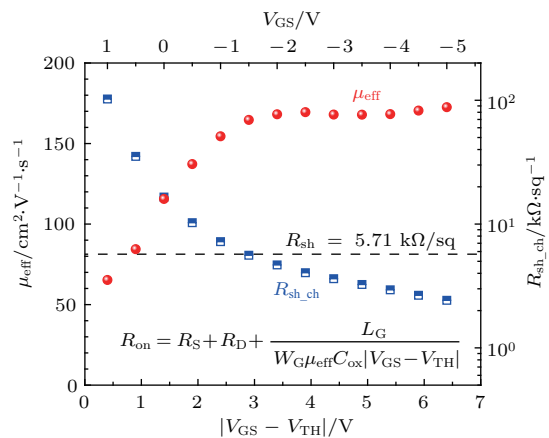 V_GS/V
1 0 −1 −2 −3 −4 −5
200
150
100
50
0
μ_eff/cm²·V⁻¹·s⁻¹
μ_eff
R_sh = 5.71 kΩ/sq
R_sh_ch
R_on = R_S + R_D + L_G / W_G μ_eff C_ox |V_GS − V_TH|
10²
10¹
10⁰
R_sh_ch/kΩ·sq⁻¹
0 1 2 3 4 5 6 7
|V_GS − V_TH|/V